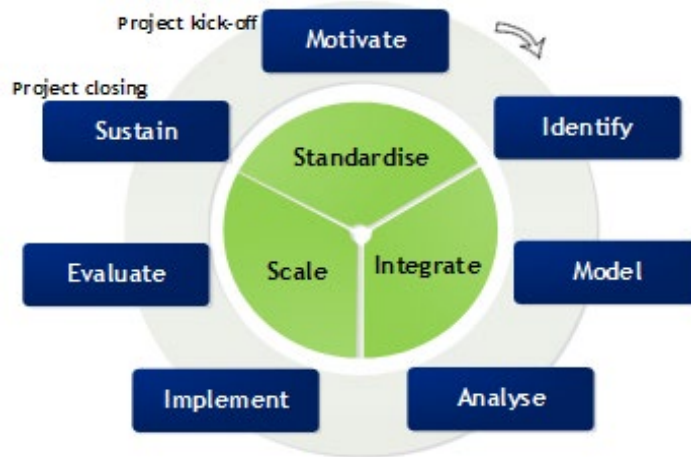 Project kick-off
Motivate
Project closing
Sustain
Identify
Standardise
Evaluate
Scale
Integrate
Model
Implement
Analyse